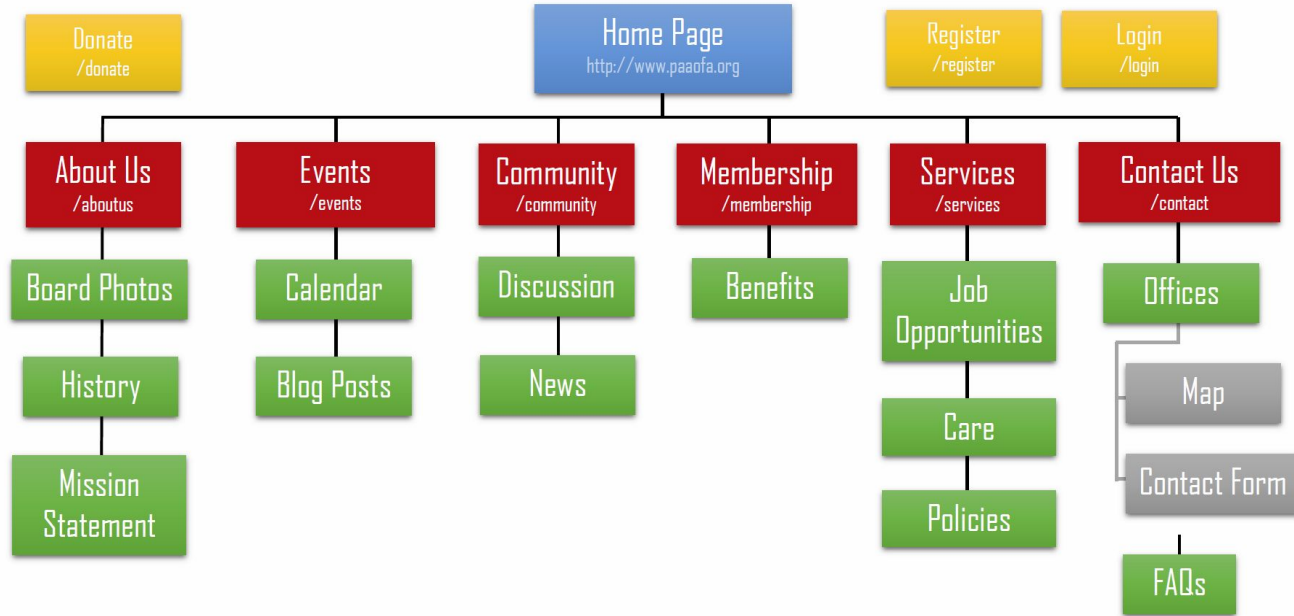 Donate
/donate
Home Page
http://www.paaofa.org
Register
/register
Login
/login
About Us
/aboutus
Events
/events
Community
/community
Membership
/membership
Services
/services
Contact Us
/contact
Board Photos
History
Mission
Statement
Calendar
Blog Posts
Discussion
News
Benefits
Job
Opportunities
Care
Policies
Offices
Map
Contact Form
FAQs